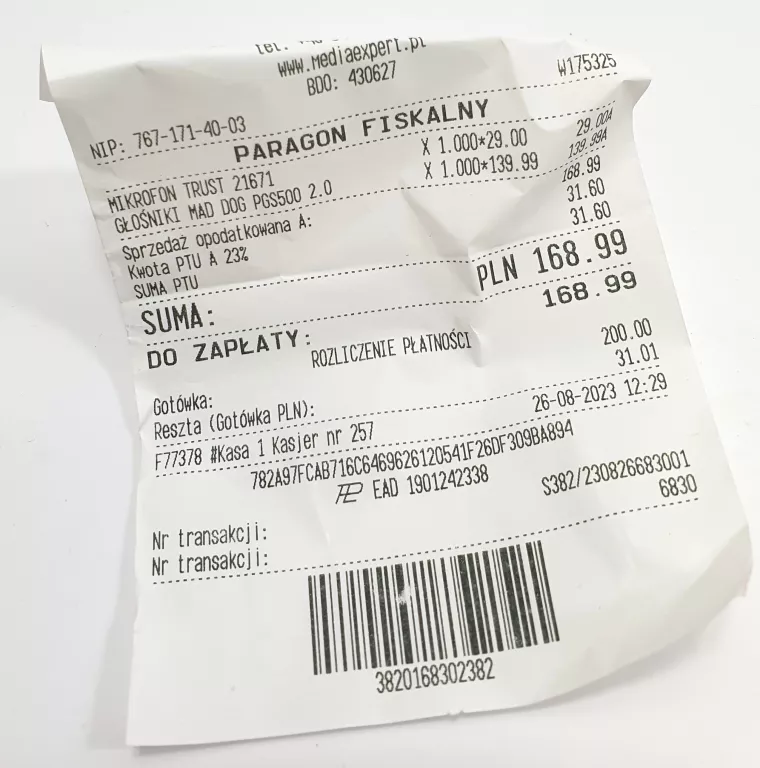 tel.
www.mediaexpert.pl
BDO: 430627
NIP: 767-171-40-03 W175325
PARAGON FISKALNY
MIKROFON TRUST 21671 X 1.000*29.00 29.00A
GŁOŚNIKI MAD DOG PGS500 2.0 X 1.000*139.99 139.99A
Sprzedaż opodatkowana A: 168.99
Kwota PTU A 23% 31.60
SUMA PTU 31.60
SUMA: PLN 168.99
DO ZAPŁATY: 168.99
ROZLICZENIE PŁATNOŚCI
Gotówka: 200.00
Reszta (Gotówka PLN): 31.01
F77378 #Kasa 1 Kasjer nr 257 26-08-2023 12:29
782A97FCAB716C6469626120541F26DF309BA894
EAD 1901242338
Nr transakcji: S382/230826683001
Nr transakcji: 6830
3820168302382